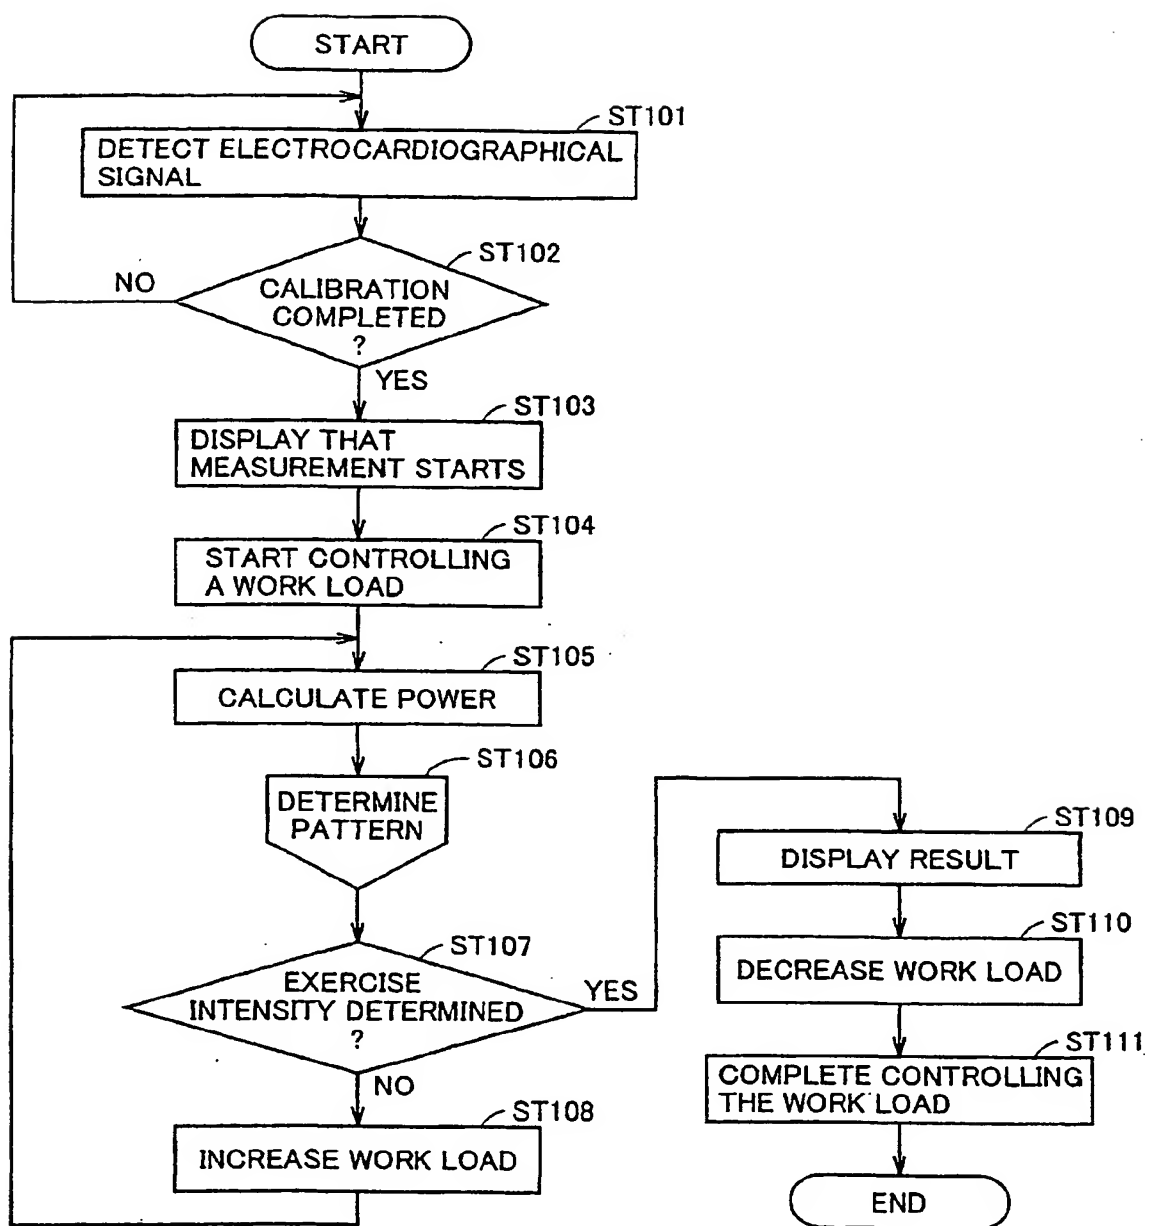 START
ST101
DETECT ELECTROCARDIOGRAPHICAL
SIGNAL
ST102
NO
CALIBRATION
COMPLETED
?
YES
ST103
DISPLAY THAT
MEASUREMENT STARTS
ST104
START CONTROLLING
A WORK LOAD
ST105
CALCULATE POWER
ST106
DETERMINE
PATTERN
ST107
EXERCISE
INTENSITY DETERMINED
?
YES
NO
ST108
INCREASE WORK LOAD
ST109
DISPLAY RESULT
ST110
DECREASE WORK LOAD
ST111
COMPLETE CONTROLLING
THE WORK LOAD
END